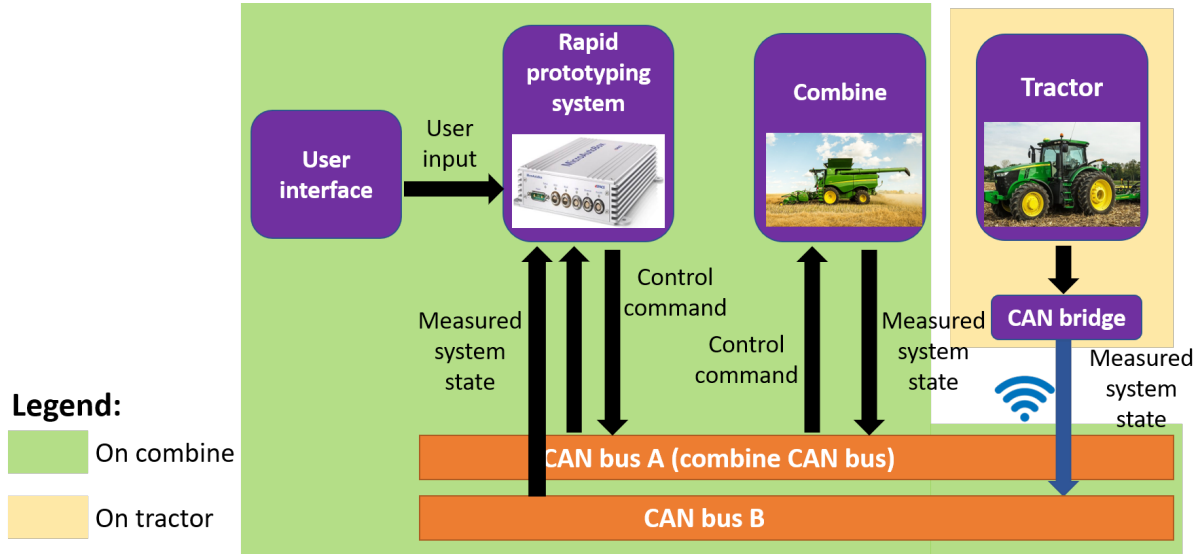 Rapid
prototyping
system
MicroAutoBox
User
interface
User
input
Combine
Tractor
CAN bridge
Control
command
Measured
system
state
Control
command
Measured
system
state
Measured
system
state
Legend:
On combine
On tractor
CAN bus A (combine CAN bus)
CAN bus B